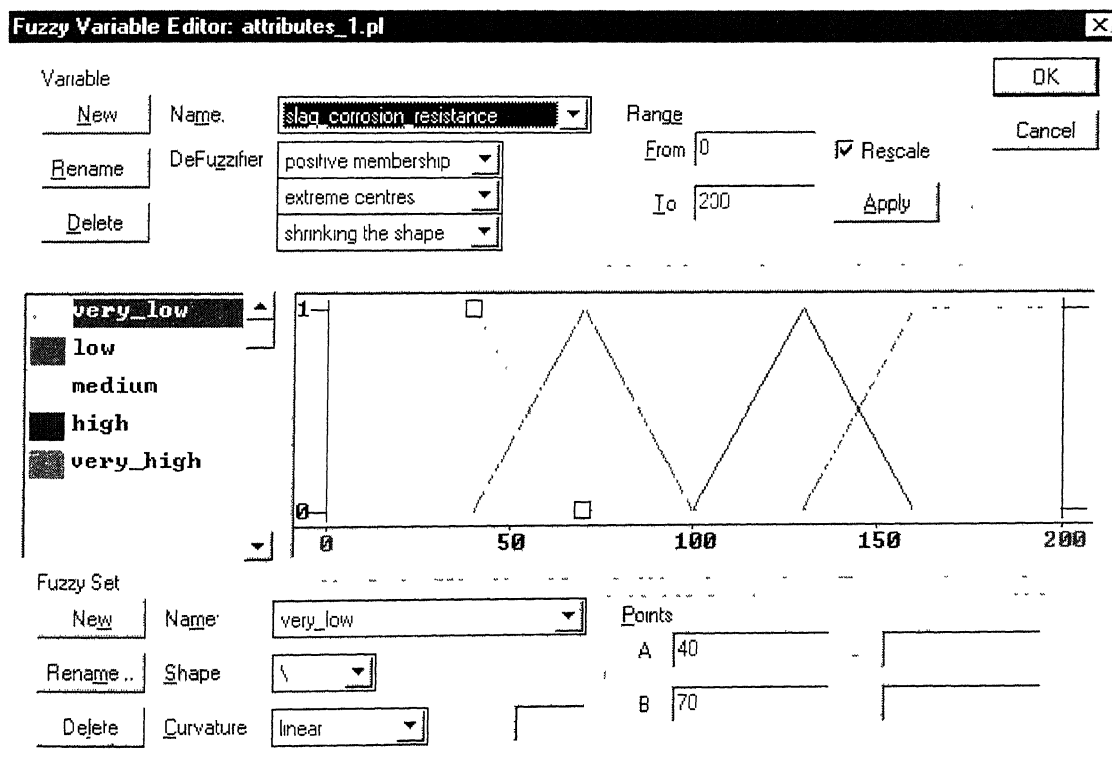 Fuzzy Variable Editor: attributes_1.pl
Variable
New Name. slag_corrosion_resistance
Range
From 0
Rescale
OK
Cancel
Rename DeFuzzifier positive membership
extreme centres
To 200
Apply
Delete
shrinking the shape
very_low
low
medium
high
very_high
1
0
0 50 100 150 200
Fuzzy Set
New Name: very_low
Points
A 40
Rename .. Shape \
B 70
Delete Curvature linear